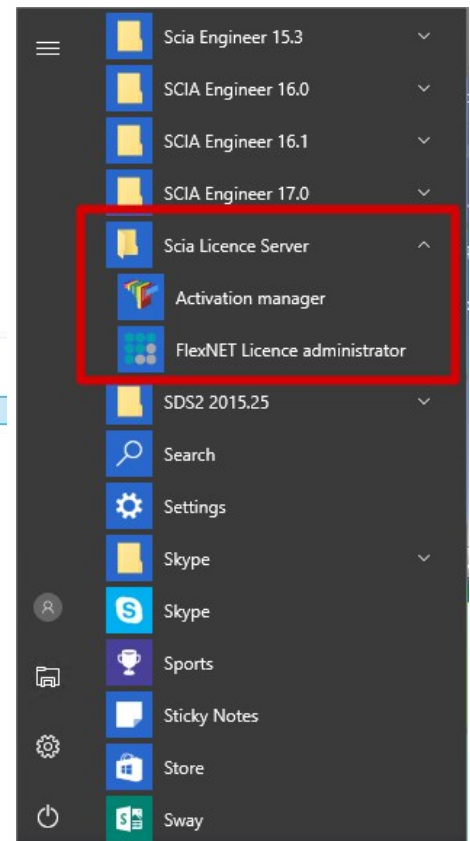 Scia Engineer 15.3
SCIA Engineer 16.0
SCIA Engineer 16.1
SCIA Engineer 17.0
Scia Licence Server
Activation manager
FlexNET Licence administrator
SDS2 2015.25
Search
Settings
Skype
Skype
Sports
Sticky Notes
Store
Sway